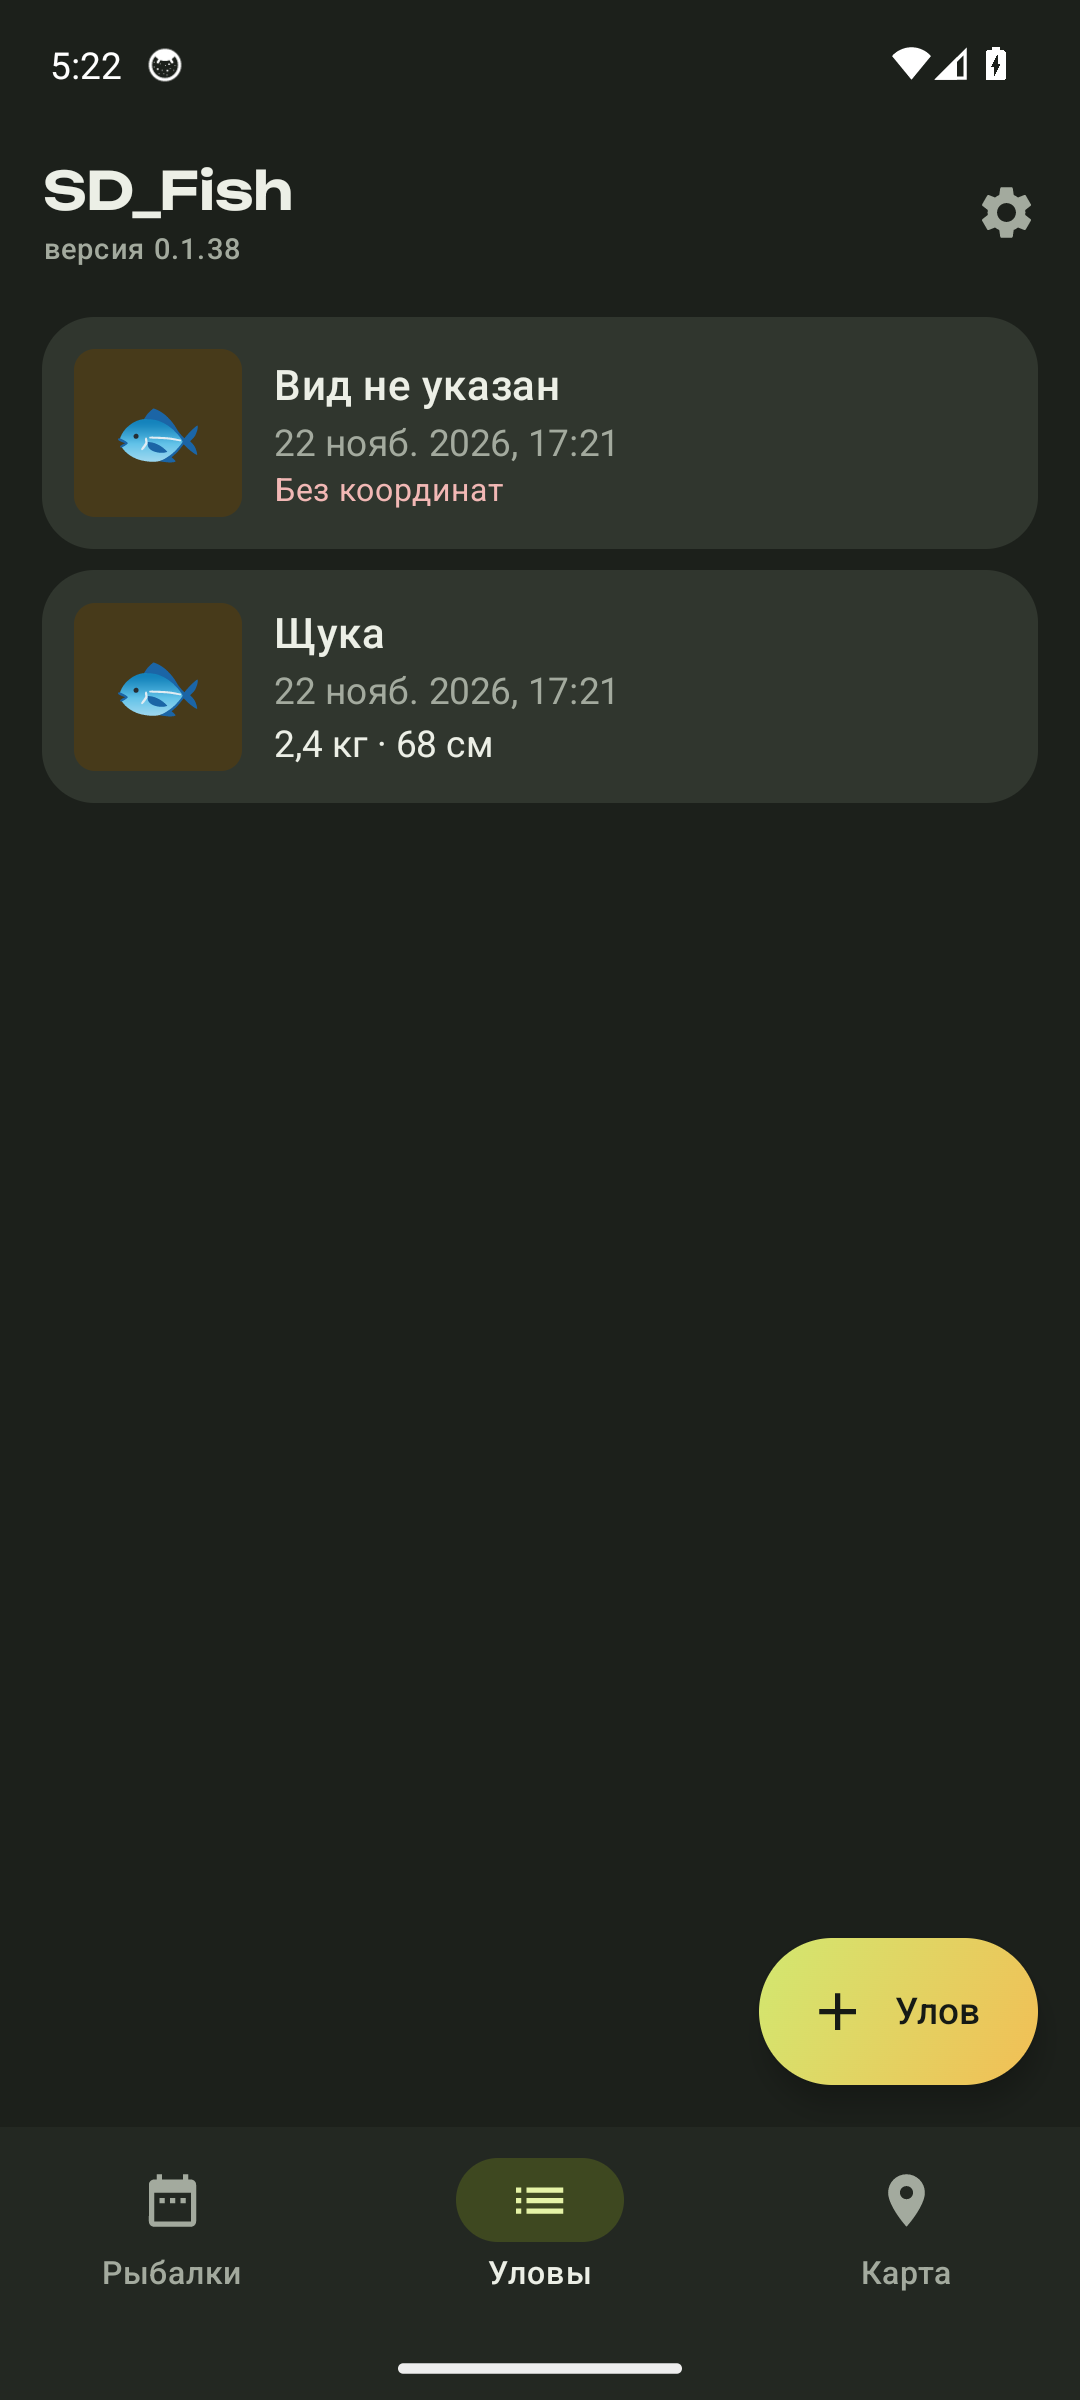 5:22
SD_Fish
версия 0.1.38
Вид не указан
22 нояб. 2026, 17:21
Без координат
Щука
22 нояб. 2026, 17:21
2,4 кг · 68 см
+ Улов
Рыбалки
Уловы
Карта